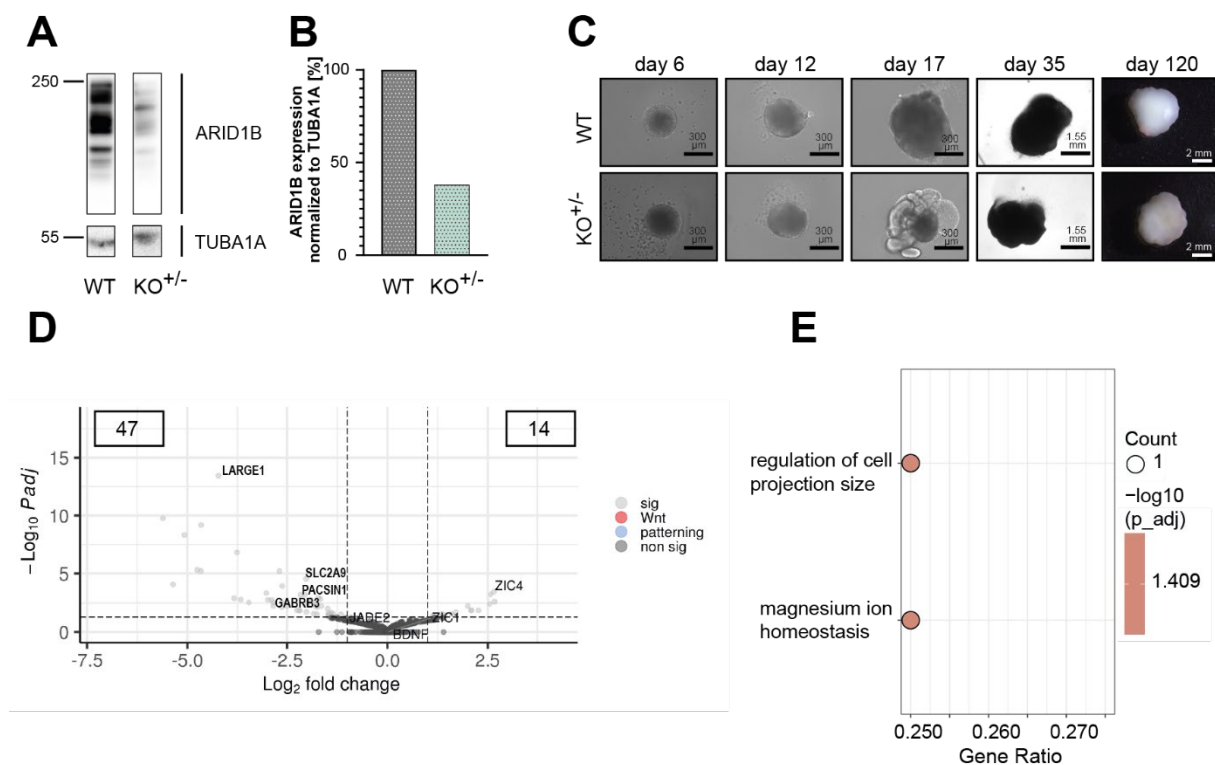 A
250
ARID1B
55
TUBA1A
WT
KO+/-
B
ARID1B expression
normalized to TUBA1A [%]
100
50
0
WT
KO+/-
C
day 6
day 12
day 17
day 35
day 120
WT
300
µm
300
µm
300
µm
1.55
mm
2 mm
KO+/-
300
µm
300
µm
300
µm
1.55
mm
2 mm
D
47
14
LARGE1
SLC2A9
PACSIN1
GABRB3
JADE2
BDNF
ZIC1
ZIC4
−Log10 Padj
15
10
5
0
-7.5
-5.0
-2.5
0.0
2.5
Log2 fold change
sig
Wnt
patterning
non sig
E
regulation of cell
projection size
magnesium ion
homeostasis
0.250
0.260
0.270
Gene Ratio
Count
1
−log10
(p_adj)
1.409